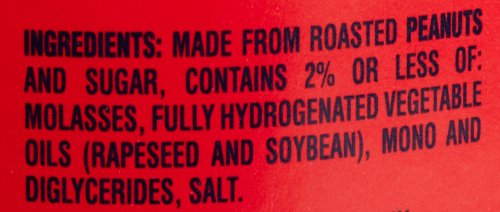 INGREDIENTS: MADE FROM ROASTED PEANUTS
AND SUGAR, CONTAINS 2% OR LESS OF:
MOLASSES, FULLY HYDROGENATED VEGETABLE
OILS (RAPESEED AND SOYBEAN), MONO AND
DIGLYCERIDES, SALT.